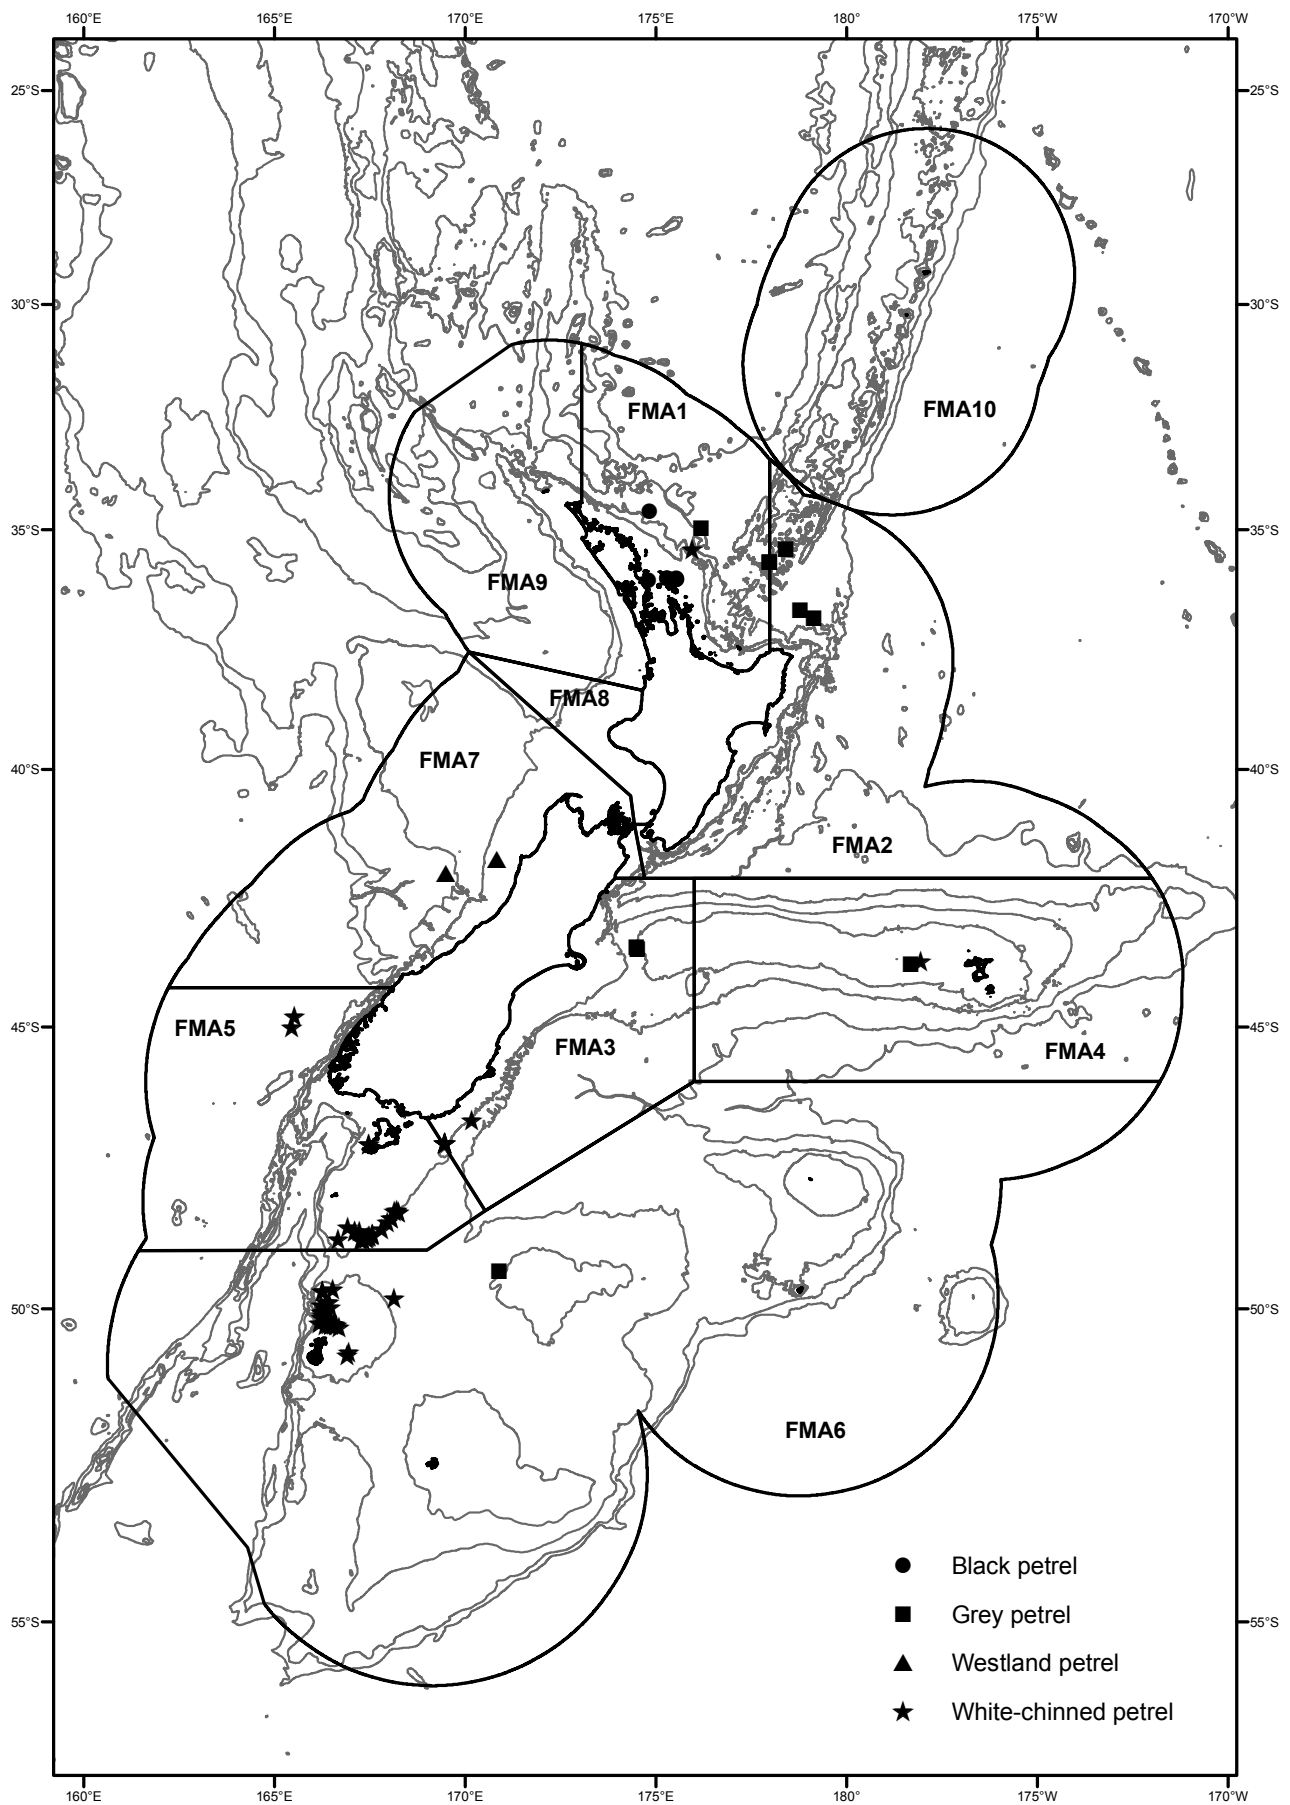 160°E 165°E 170°E 175°E 180° 175°W 170°W
25°S 25°S
30°S 30°S
FMA1
FMA10
35°S 35°S
FMA9
FMA8
FMA7
40°S 40°S
FMA2
FMA5
45°S 45°S
FMA3
FMA4
50°S 50°S
FMA6
Black petrel
Grey petrel
55°S 55°S
Westland petrel
White-chinned petrel
160°E 165°E 170°E 175°E 180° 175°W 170°W